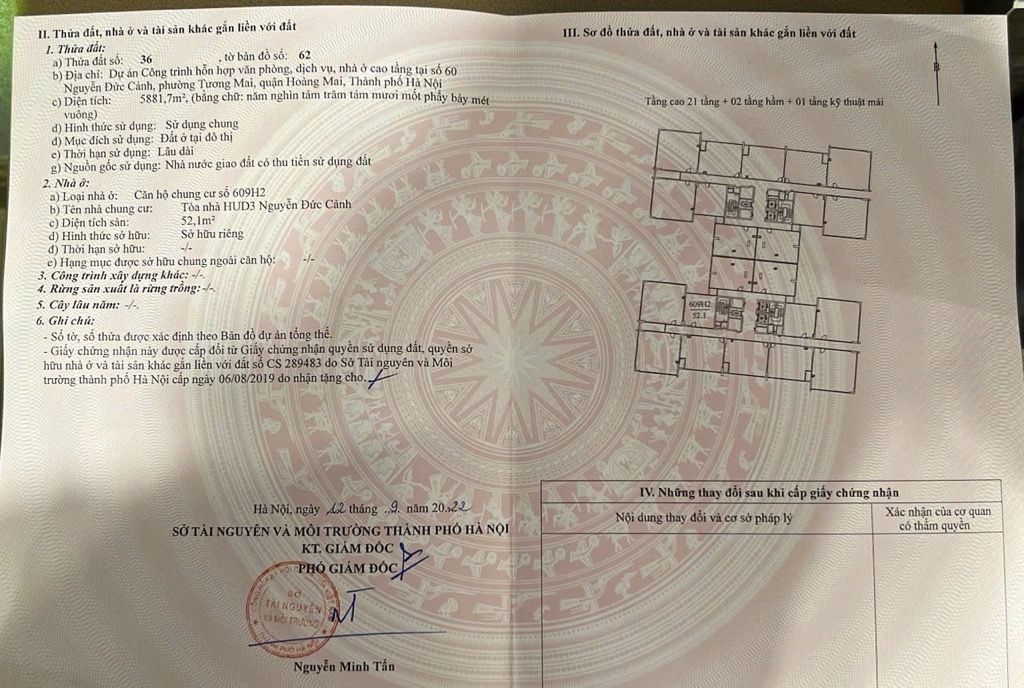 II. Thửa đất, nhà ở và tài sản khác gắn liền với đất
1. Thửa đất:
a) Thửa đất số: 36 , tờ bản đồ số: 62
b) Địa chỉ: Dự án Công trình hỗn hợp văn phòng, dịch vụ, nhà ở cao tầng tại số 60
Nguyễn Đức Cảnh, phường Tương Mai, quận Hoàng Mai, Thành phố Hà Nội
c) Diện tích: 5881,7m², (bằng chữ: năm nghìn tám trăm tám mươi mốt phẩy bảy mét
vuông)
d) Hình thức sử dụng: Sử dụng chung
đ) Mục đích sử dụng: Đất ở tại đô thị
e) Thời hạn sử dụng: Lâu dài
g) Nguồn gốc sử dụng: Nhà nước giao đất có thu tiền sử dụng đất
2. Nhà ở:
a) Loại nhà ở: Căn hộ chung cư số 609H2
b) Tên nhà chung cư: Tòa nhà HUD3 Nguyễn Đức Cảnh
c) Diện tích sàn: 52,1m²
d) Hình thức sở hữu: Sở hữu riêng
đ) Thời hạn sở hữu: -/-
e) Hạng mục được sở hữu chung ngoài căn hộ: -/-
3. Công trình xây dựng khác: -/-.
4. Rừng sản xuất là rừng trồng: -/-.
5. Cây lâu năm: -/-.
6. Ghi chú:
- Số tờ, số thửa được xác định theo Bản đồ dự án tổng thể.
- Giấy chứng nhận này được cấp đổi từ Giấy chứng nhận quyền sử dụng đất, quyền sở
hữu nhà ở và tài sản khác gắn liền với đất số CS 289483 do Sở Tài nguyên và Môi
trường thành phố Hà Nội cấp ngày 06/08/2019 do nhận tặng cho.
Hà Nội, ngày 12 tháng .9. năm 20.22
SỞ TÀI NGUYÊN VÀ MÔI TRƯỜNG THÀNH PHỐ HÀ NỘI
KT. GIÁM ĐỐC
PHÓ GIÁM ĐỐC
SỞ
TÀI NGUYÊN
VÀ MÔI TRƯỜNG
THÀNH PHỐ HÀ NỘI
Nguyễn Minh Tấn
III. Sơ đồ thửa đất, nhà ở và tài sản khác gắn liền với đất
B
Tầng cao 21 tầng + 02 tầng hầm + 01 tầng kỹ thuật mái
609H2
52.1
IV. Những thay đổi sau khi cấp giấy chứng nhận
Nội dung thay đổi và cơ sở pháp lý
Xác nhận của cơ quan
có thẩm quyền